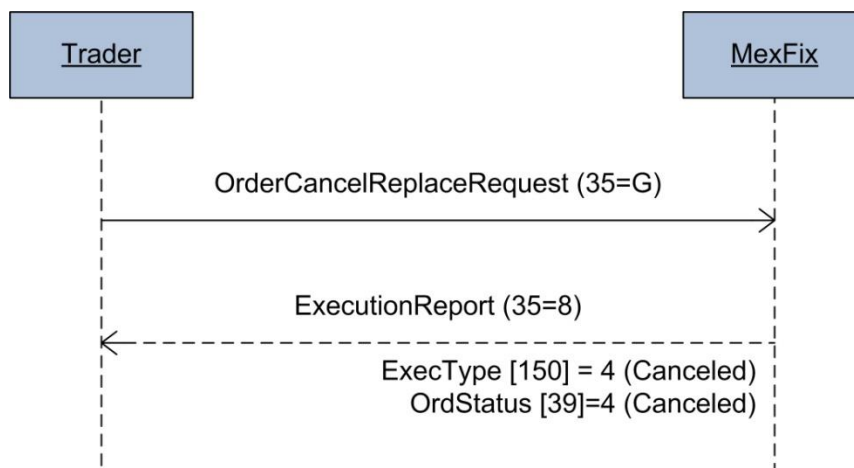 Trader
MexFix
OrderCancelReplaceRequest (35=G)
ExecutionReport (35=8)
ExecType [150] = 4 (Canceled)
OrdStatus [39]=4 (Canceled)